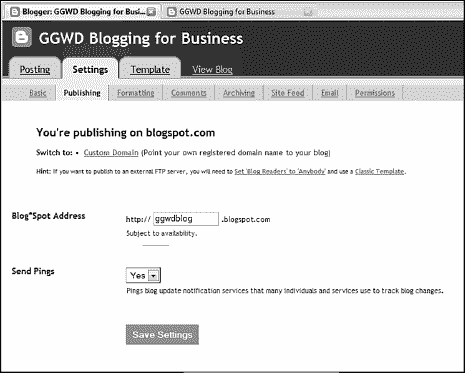 Blogger: GGWD Blogging for Busi...
GGWD Blogging for Business
GGWD Blogging for Business
Posting
Settings
Template
View Blog
Basic
Publishing
Formatting
Comments
Archiving
Site Feed
Email
Permissions
You're publishing on blogspot.com
Switch to: • Custom Domain (Point your own registered domain name to your blog)
Hint: If you want to publish to an external FTP server, you will need to Set 'Blog Readers' to 'Anybody' and use a Classic Template.
Blog*Spot Address
http:// ggwdblog .blogspot.com
Subject to availability.
Send Pings
Yes
Pings blog update notification services that many individuals and services use to track blog changes.
Save Settings